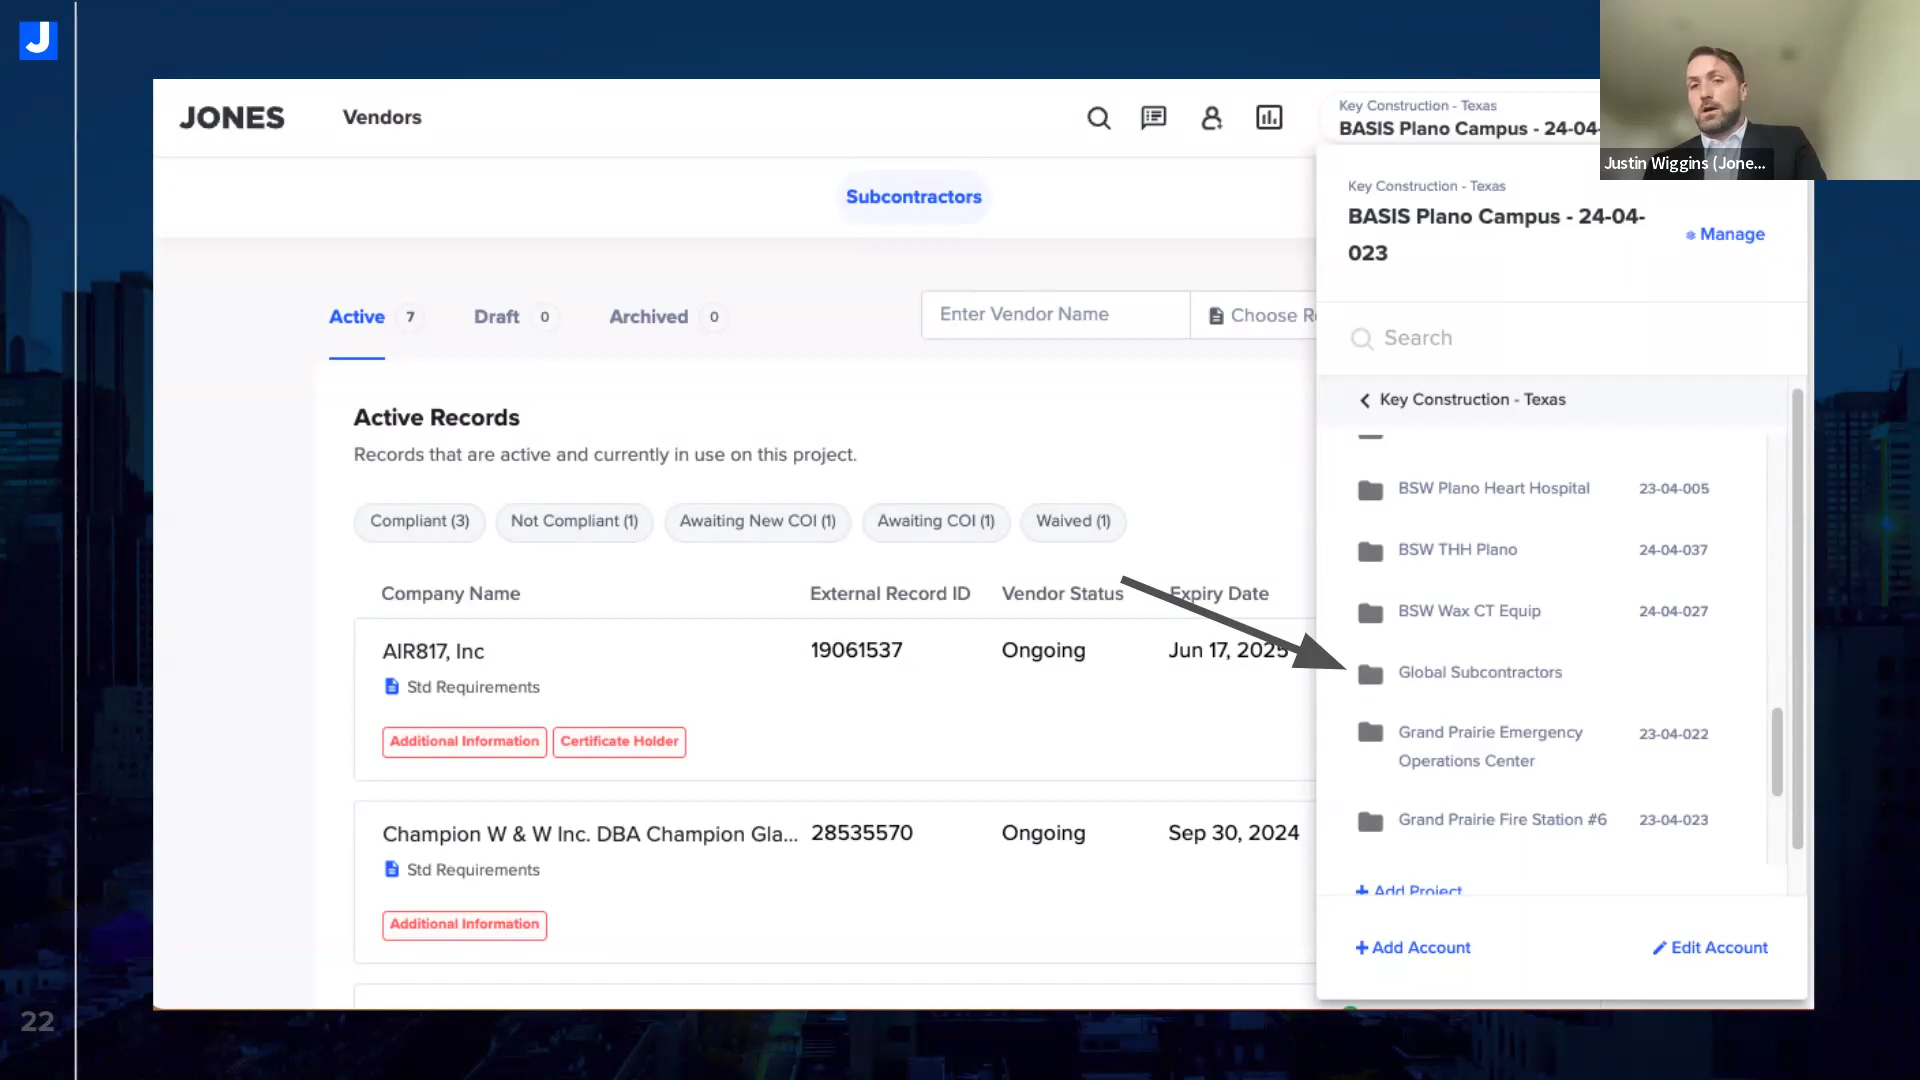 J
JONES
Vendors
Key Construction - Texas
BASIS Plano Campus - 24-04-
Justin Wiggins (Jone...
Subcontractors
Key Construction - Texas
BASIS Plano Campus - 24-04-
023
Manage
Active 7
Draft 0
Archived 0
Enter Vendor Name
Choose R
Search
Key Construction - Texas
Active Records
Records that are active and currently in use on this project.
Compliant (3)
Not Compliant (1)
Awaiting New COI (1)
Awaiting COI (1)
Waived (1)
Company Name
External Record ID
Vendor Status
Expiry Date
AIR817, Inc
19061537
Ongoing
Jun 17, 2025
Std Requirements
Additional Information
Certificate Holder
Champion W & W Inc. DBA Champion Gla...
28535570
Ongoing
Sep 30, 2024
Std Requirements
Additional Information
BSW Plano Heart Hospital 23-04-005
BSW THH Plano 24-04-037
BSW Wax CT Equip 24-04-027
Global Subcontractors
Grand Prairie Emergency 23-04-022
Operations Center
Grand Prairie Fire Station #6 23-04-023
+ Add Project
+ Add Account
Edit Account
22